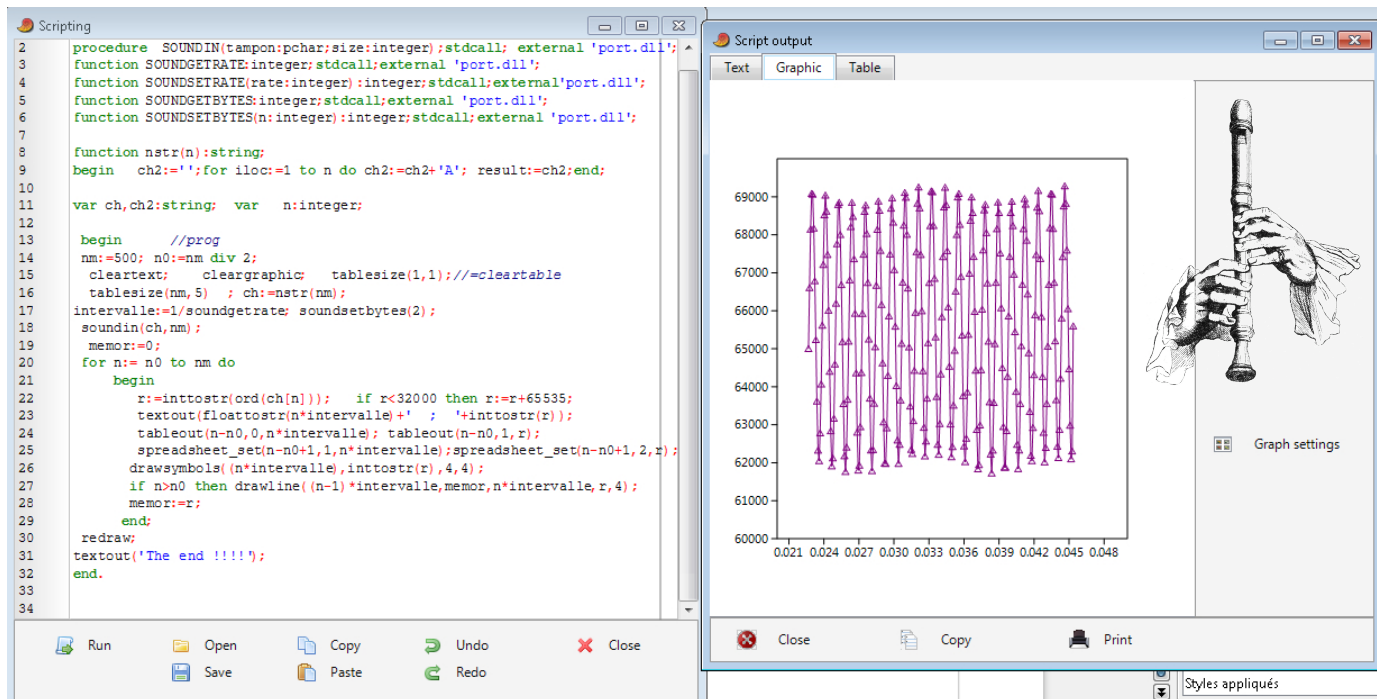 Scripting
2 procedure SOUNDIN(tampon:pchar;size:integer);stdcall; external 'port.dll';
3 function SOUNDGETRATE:integer;stdcall;external 'port.dll';
4 function SOUNDSETRATE(rate:integer):integer;stdcall;external'port.dll';
5 function SOUNDGETBYTES:integer;stdcall;external 'port.dll';
6 function SOUNDSETBYTES(n:integer):integer;stdcall;external 'port.dll';
7
8 function nstr(n):string;
9 begin ch2:='';for iloc:=1 to n do ch2:=ch2+'A'; result:=ch2;end;
10
11 var ch,ch2:string; var n:integer;
12
13 begin //prog
14 nm:=500; n0:=nm div 2;
15 cleartext; cleargraphic; tablesize(1,1);//=cleartable
16 tablesize(nm,5) ; ch:=nstr(nm);
17 intervalle:=1/soundgetrate; soundsetbytes(2);
18 soundin(ch,nm);
19 memor:=0;
20 for n:= n0 to nm do
21 begin
22 r:=inttostr(ord(ch[n])); if r<32000 then r:=r+65535;
23 textout(floattostr(n*intervalle)+' ; '+inttostr(r));
24 tableout(n-n0,0,n*intervalle); tableout(n-n0,1,r);
25 spreadsheet_set(n-n0+1,1,n*intervalle);spreadsheet_set(n-n0+1,2,r);
26 drawsymbols((n*intervalle),inttostr(r),4,4);
27 if n>n0 then drawline((n-1)*intervalle,memor,n*intervalle,r,4);
28 memor:=r;
29 end;
30 redraw;
31 textout('The end !!!!');
32 end.
33
34
Run Open Copy Undo Close
Save Paste Redo
Script output
Text Graphic Table
69000
68000
67000
66000
65000
64000
63000
62000
61000
60000
0.021 0.024 0.027 0.030 0.033 0.036 0.039 0.042 0.045 0.048
Graph settings
Close Copy Print
Styles appliqués